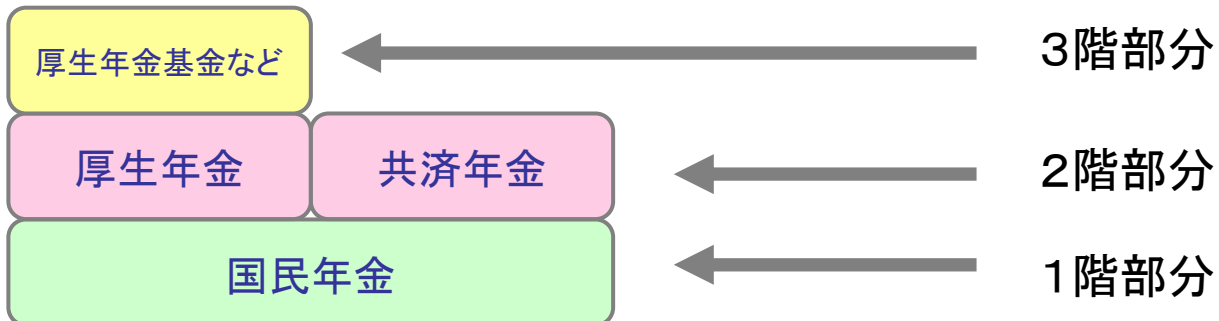 厚生年金基金など
3階部分
厚生年金
共済年金
2階部分
国民年金
1階部分